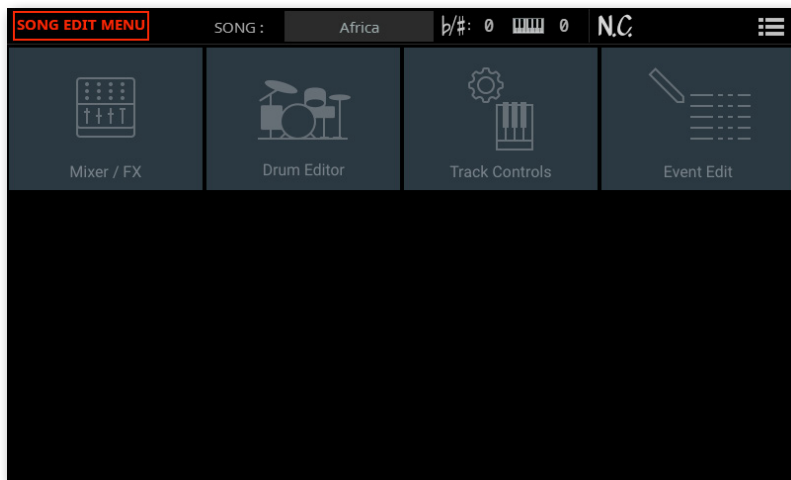 SONG EDIT MENU SONG : Africa ♭/♯: 0 0 N.C.
Mixer / FX Drum Editor Track Controls Event Edit